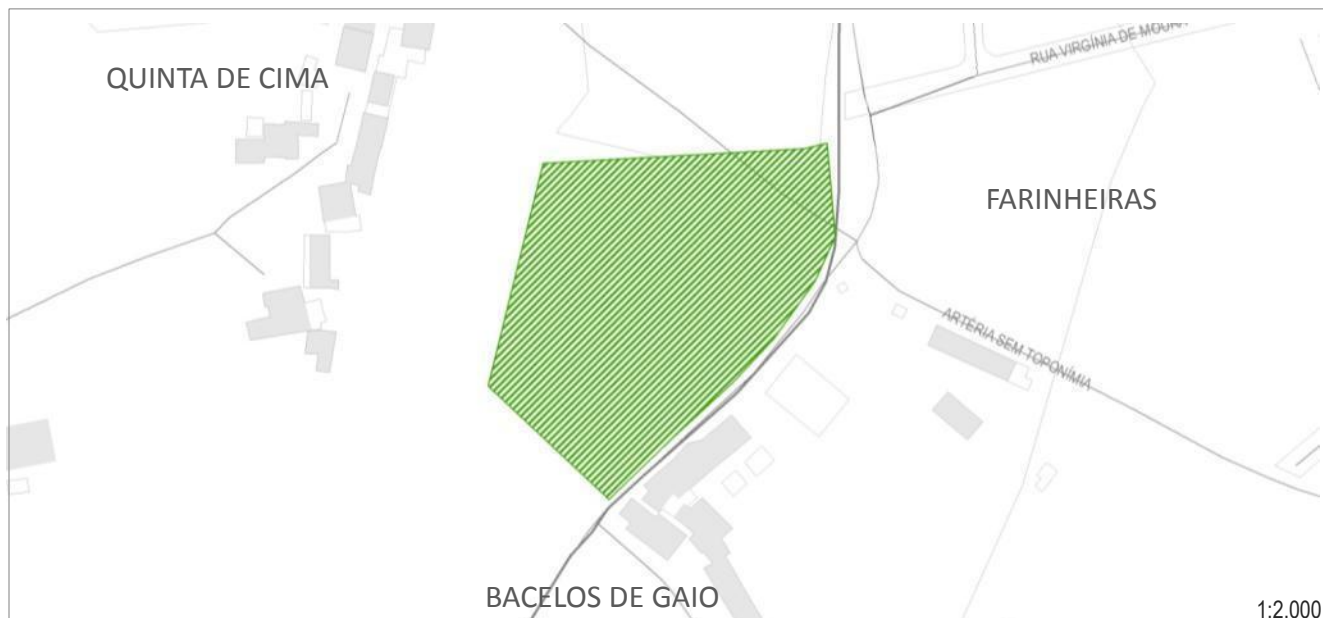 RUA VIRGÍNIA DE MOURA
QUINTA DE CIMA
FARINHEIRAS
ARTÉRIA SEM TOPONÍMIA
BACELOS DE GAIO
1:2.000